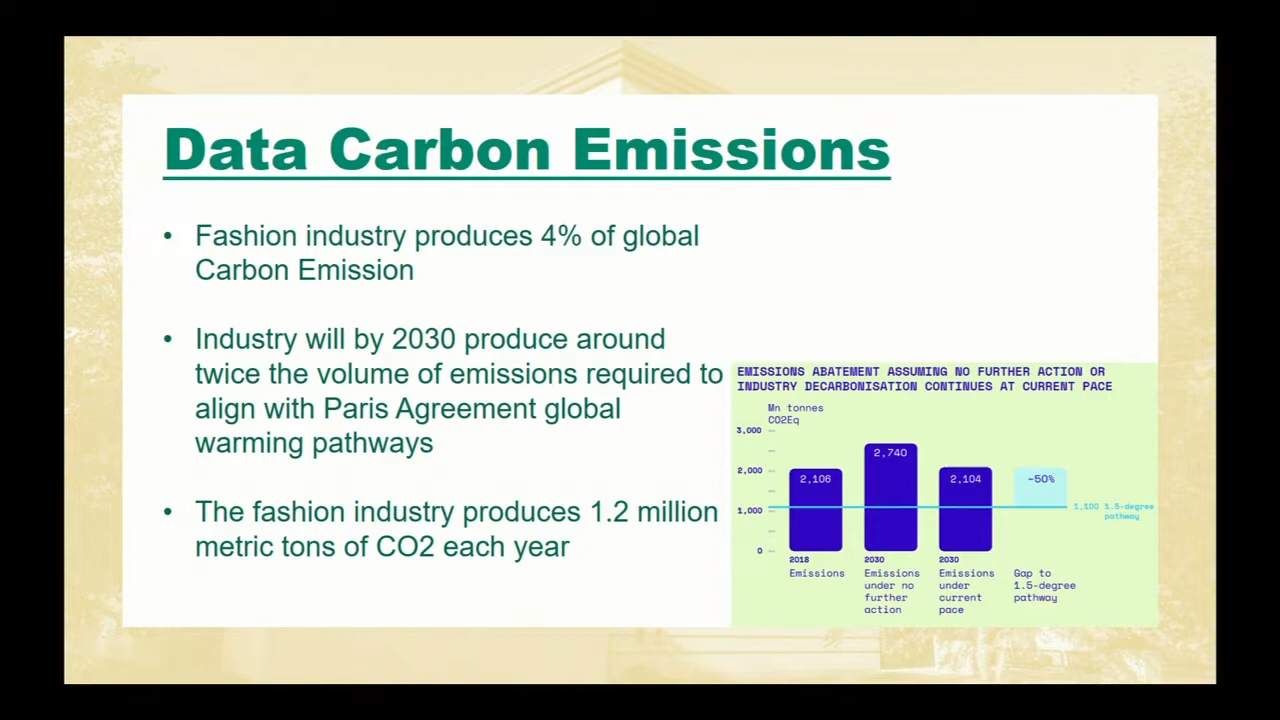 Data Carbon Emissions
• Fashion industry produces 4% of global
Carbon Emission
• Industry will by 2030 produce around
twice the volume of emissions required to
align with Paris Agreement global
warming pathways
• The fashion industry produces 1.2 million
metric tons of CO2 each year
EMISSIONS ABATEMENT ASSUMING NO FURTHER ACTION OR
INDUSTRY DECARBONISATION CONTINUES AT CURRENT PACE
Mn tonnes
CO2Eq
3,000
2,000
1,000
0
2,106
2,740
2,104
~50%
1,100 1.5-degree
pathway
2018
Emissions
2030
Emissions
under no
further
action
2030
Emissions
under
current
pace
Gap to
1.5-degree
pathway